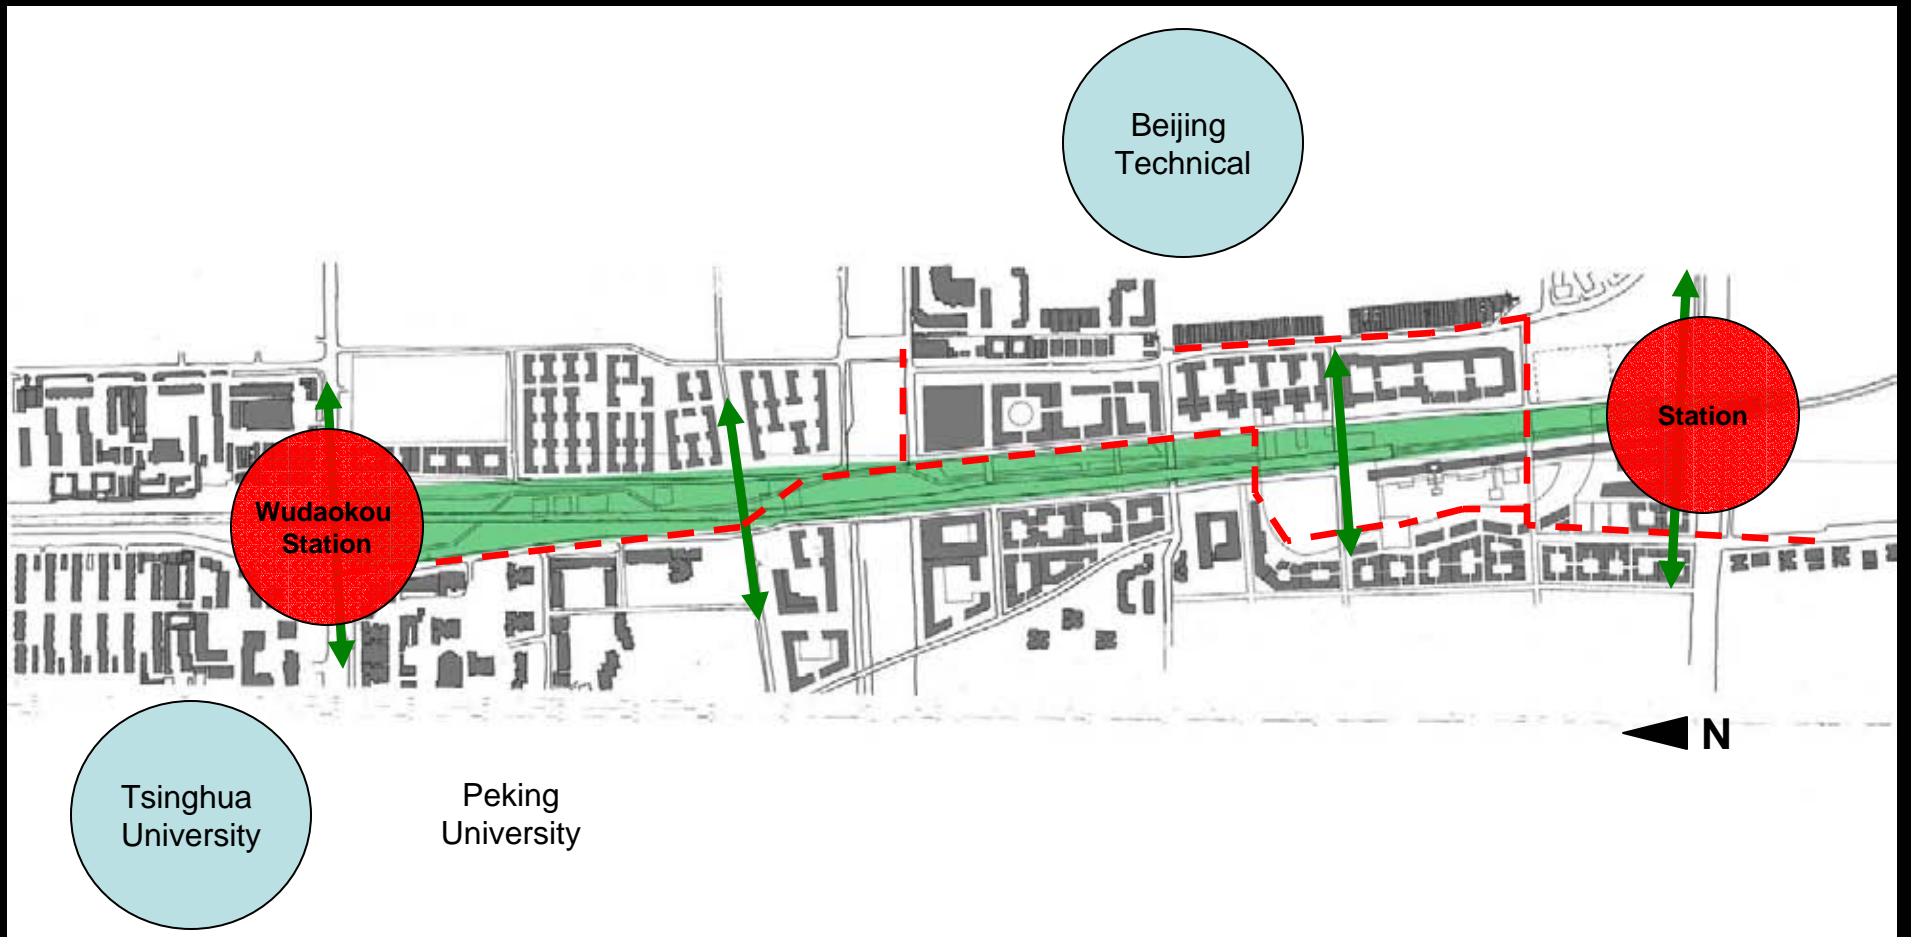 Beijing
Technical
Station
Wudaokou
Station
N
Tsinghua
University
Peking
University